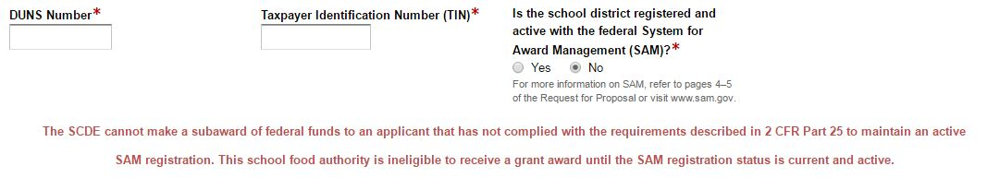 DUNS Number*
Taxpayer Identification Number (TIN)*
Is the school district registered and
active with the federal System for
Award Management (SAM)?*
Yes No
For more information on SAM, refer to pages 4–5
of the Request for Proposal or visit www.sam.gov.
The SCDE cannot make a subaward of federal funds to an applicant that has not complied with the requirements described in 2 CFR Part 25 to maintain an active
SAM registration. This school food authority is ineligible to receive a grant award until the SAM registration status is current and active.